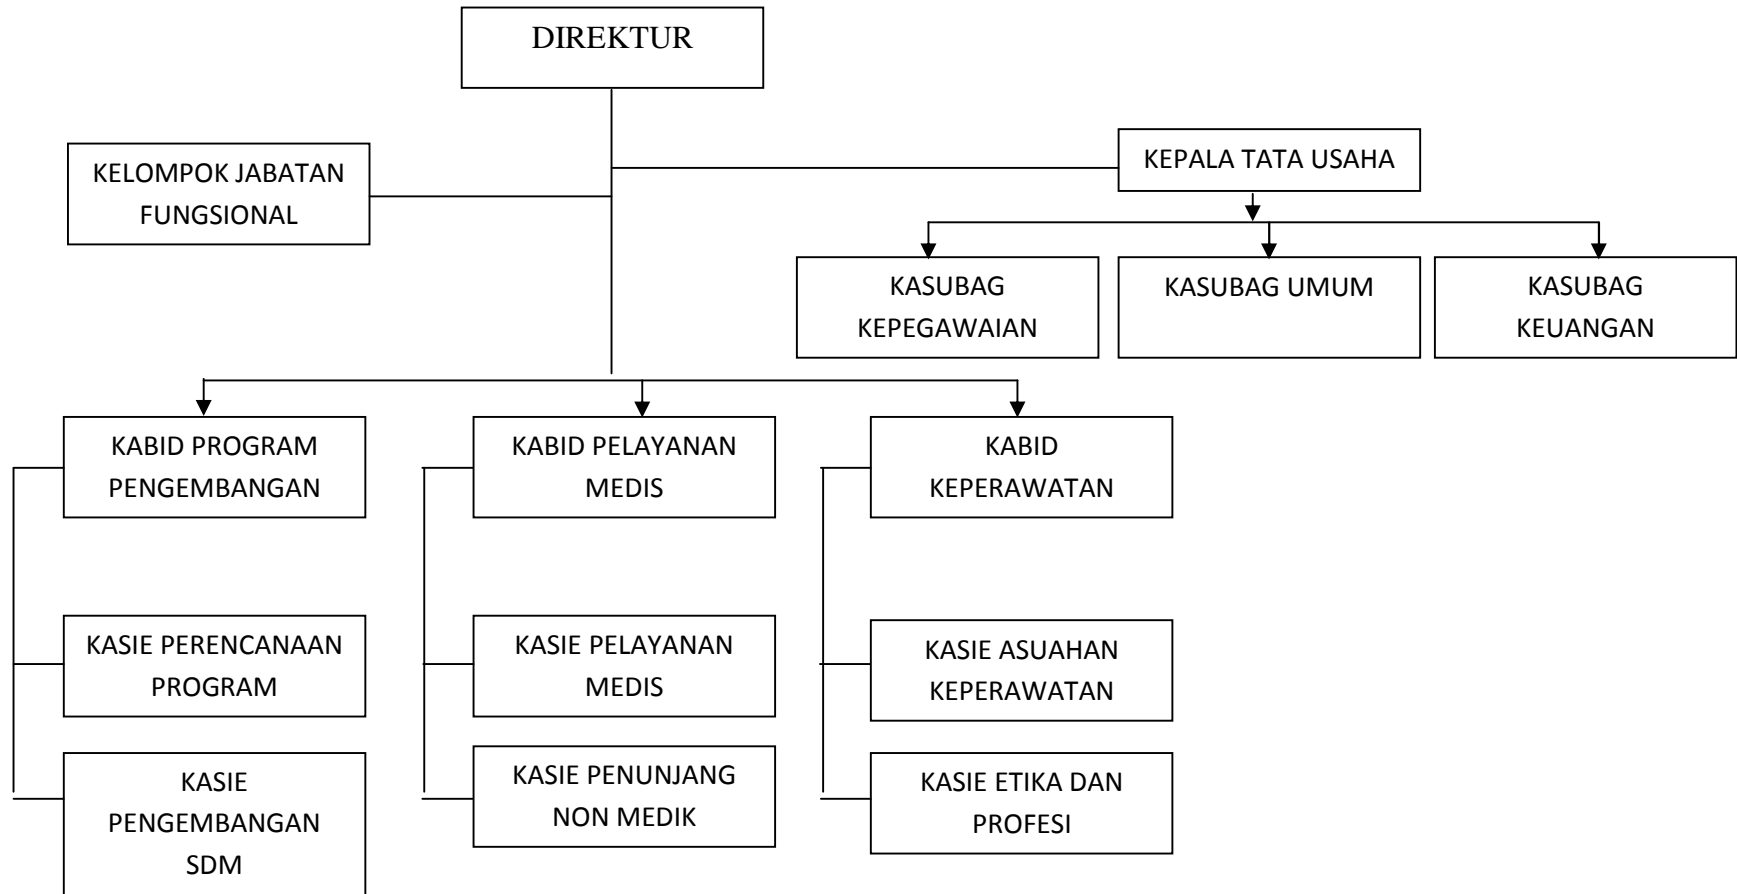 DIREKTUR
KELOMPOK JABATAN
FUNGSIONAL
KEPALA TATA USAHA
KASUBAG
KEPEGAWAIAN
KASUBAG UMUM
KASUBAG
KEUANGAN
KABID PROGRAM
PENGEMBANGAN
KABID PELAYANAN
MEDIS
KABID
KEPERAWATAN
KASIE PERENCANAAN
PROGRAM
KASIE PELAYANAN
MEDIS
KASIE ASUAHAN
KEPERAWATAN
KASIE
PENGEMBANGAN
SDM
KASIE PENUNJANG
NON MEDIK
KASIE ETIKA DAN
PROFESI